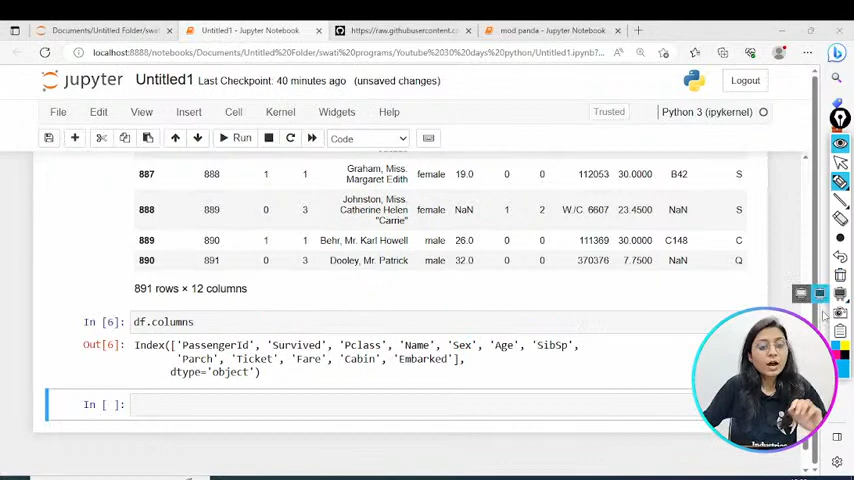 Documents/Untitled Folder/swati
Untitled1 - Jupyter Notebook
https://raw.githubusercontent.c
mod panda - Jupyter Notebook
localhost:8888/notebooks/Documents/Untitled%20Folder/swati%20programs/Youtube%2030%20days%20python/Untitled1.ipynb?...
jupyter Untitled1 Last Checkpoint: 40 minutes ago (unsaved changes)
Logout
File Edit View Insert Cell Kernel Widgets Help
Trusted
Python 3 (ipykernel)
Run
Code
887 888 1 1 Graham, Miss. Margaret Edith female 19.0 0 0 112053 30.0000 B42 S
888 889 0 3 Johnston, Miss. Catherine Helen "Carrie" female NaN 1 2 W./C. 6607 23.4500 NaN S
889 890 1 1 Behr, Mr. Karl Howell male 26.0 0 0 111369 30.0000 C148 C
890 891 0 3 Dooley, Mr. Patrick male 32.0 0 0 370376 7.7500 NaN Q
891 rows × 12 columns
In [6]: df.columns
Out[6]: Index(['PassengerId', 'Survived', 'Pclass', 'Name', 'Sex', 'Age', 'SibSp',
'Parch', 'Ticket', 'Fare', 'Cabin', 'Embarked'],
dtype='object')
In [ ]: